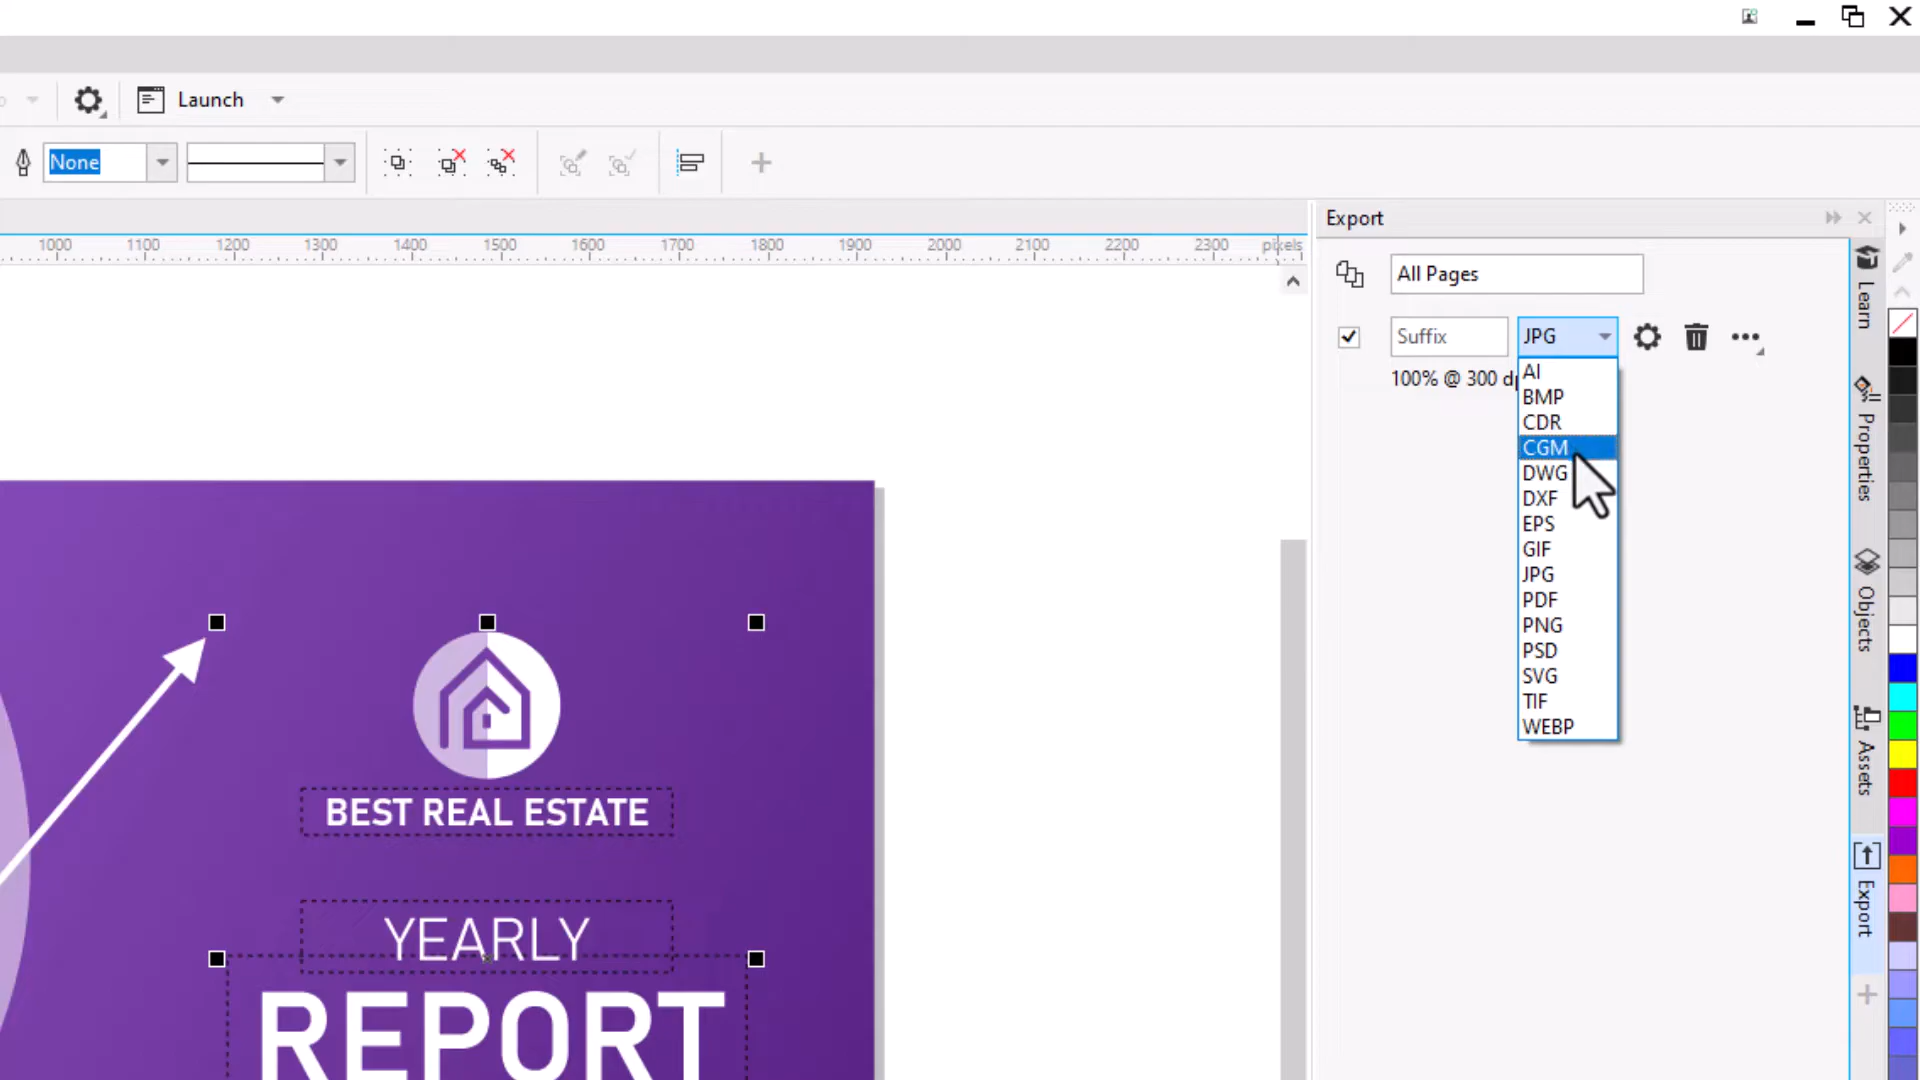 Launch
None
1000 1100 1200 1300 1400 1500 1600 1700 1800 1900 2000 2100 2200 2300 pixels
Export
All Pages
Suffix JPG
100% @ 300
AI
BMP
CDR
CGM
DWG
DXF
EPS
GIF
JPG
PDF
PNG
PSD
SVG
TIF
WEBP
Learn
Properties
Objects
Assets
Export
BEST REAL ESTATE
YEARLY
REPORT